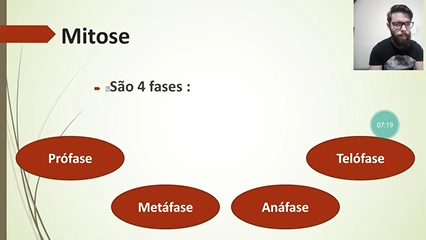 Mitose
São 4 fases :
07:19
Prófase
Telófase
Metáfase
Anáfase